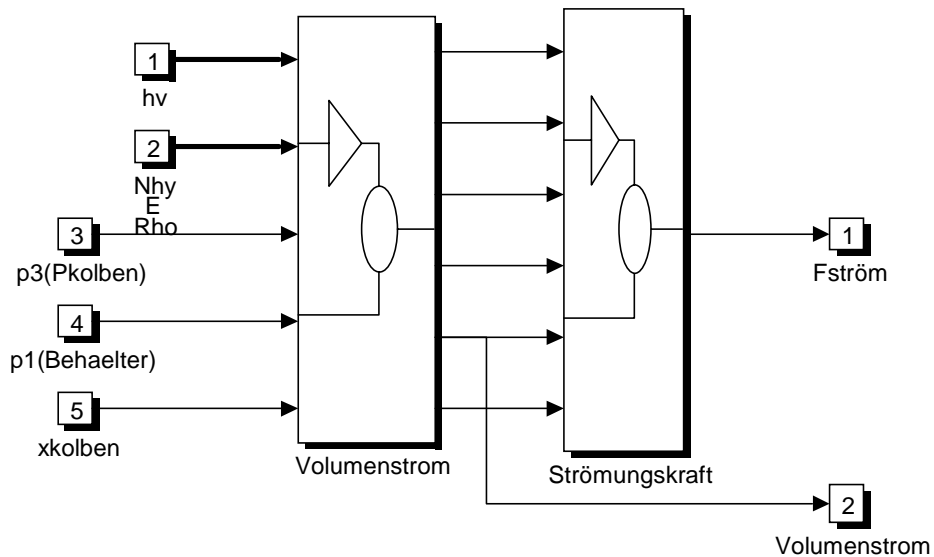 1
hv
2
Nhy
E
Rho
3
p3(Pkolben)
4
p1(Behaelter)
5
xkolben
Volumenstrom
Strömungskraft
1
Fström
2
Volumenstrom